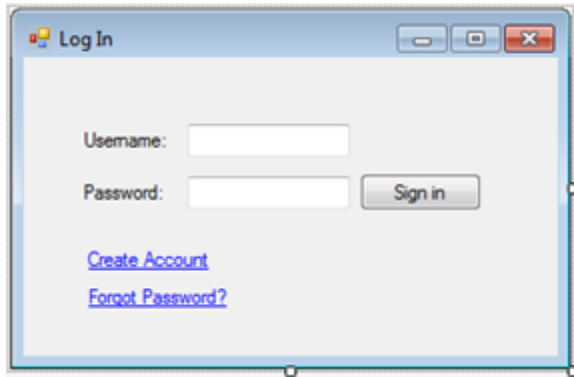 Log In
Username:
Password:
Sign in
Create Account
Forgot Password?